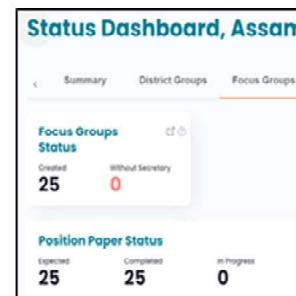 Status Dashboard, Assam
Summary District Groups Focus Groups
Focus Groups
Status
Created Without Secretary
25 0
Position Paper Status
Expected Completed In Progress
25 25 0